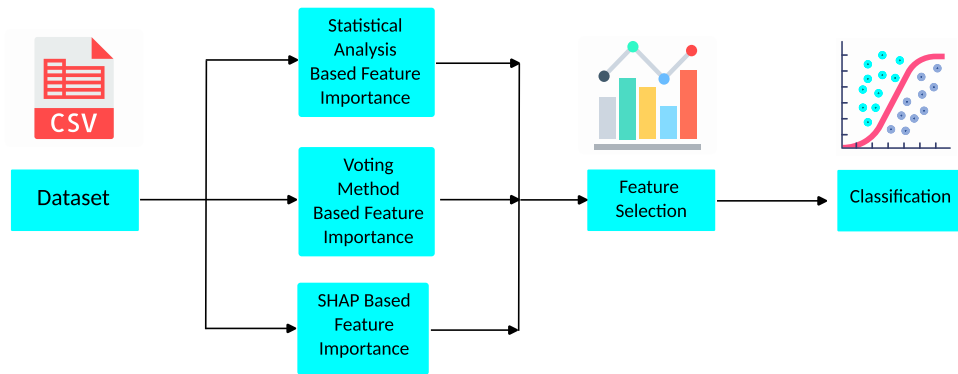 CSV
Dataset
Statistical
Analysis
Based Feature
Importance
Voting
Method
Based Feature
Importance
SHAP Based
Feature
Importance
Feature
Selection
Classification